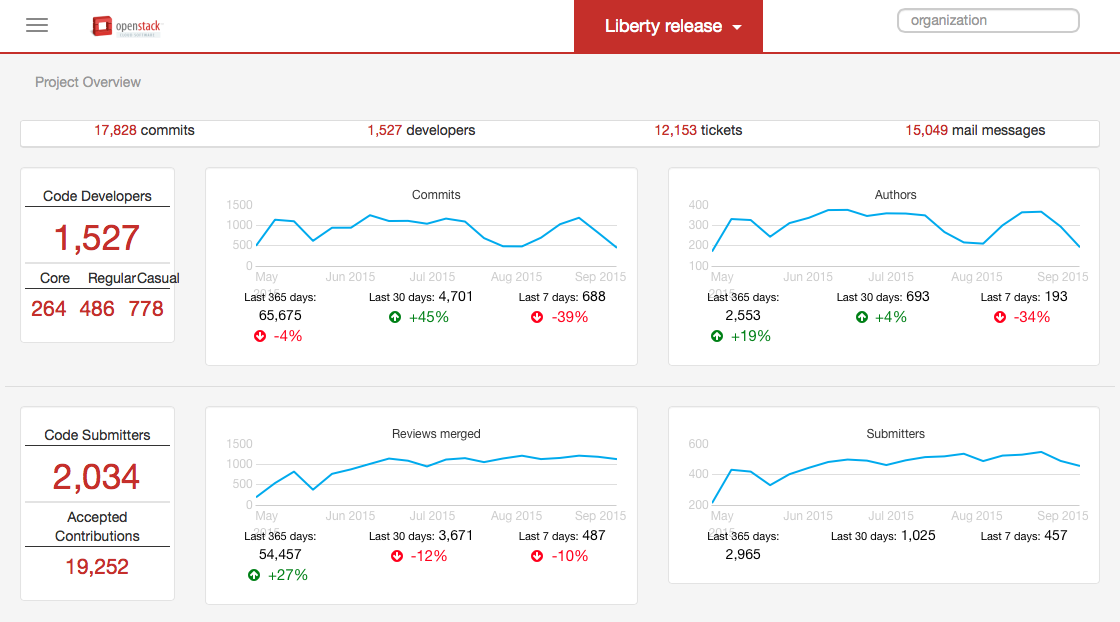 openstack
Liberty release
organization
Project Overview
17,828 commits
1,527 developers
12,153 tickets
15,049 mail messages
Code Developers
1,527
Core Regular Casual
264 486 778
Commits
1500
1000
500
0
May 2015 Jun 2015 Jul 2015 Aug 2015 Sep 2015
Last 365 days: 65,675
-4%
Last 30 days: 4,701
+45%
Last 7 days: 688
-39%
Authors
400
300
200
100
May 2015 Jun 2015 Jul 2015 Aug 2015 Sep 2015
Last 365 days: 2,553
+19%
Last 30 days: 693
+4%
Last 7 days: 193
-34%
Code Submitters
2,034
Accepted
Contributions
19,252
Reviews merged
1500
1000
500
0
May 2015 Jun 2015 Jul 2015 Aug 2015 Sep 2015
Last 365 days: 54,457
+27%
Last 30 days: 3,671
-12%
Last 7 days: 487
-10%
Submitters
600
400
200
May 2015 Jun 2015 Jul 2015 Aug 2015 Sep 2015
Last 365 days: 2,965
Last 30 days: 1,025
Last 7 days: 457